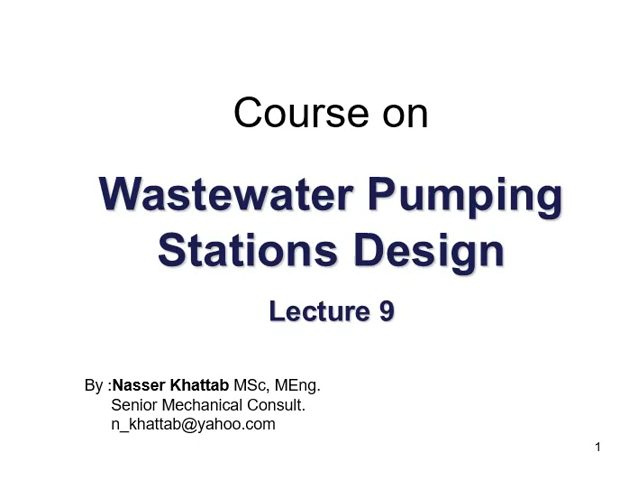 Course on
Wastewater Pumping
Stations Design
Lecture 9
By :Nasser Khattab MSc, MEng.
Senior Mechanical Consult.
n_khattab@yahoo.com
1